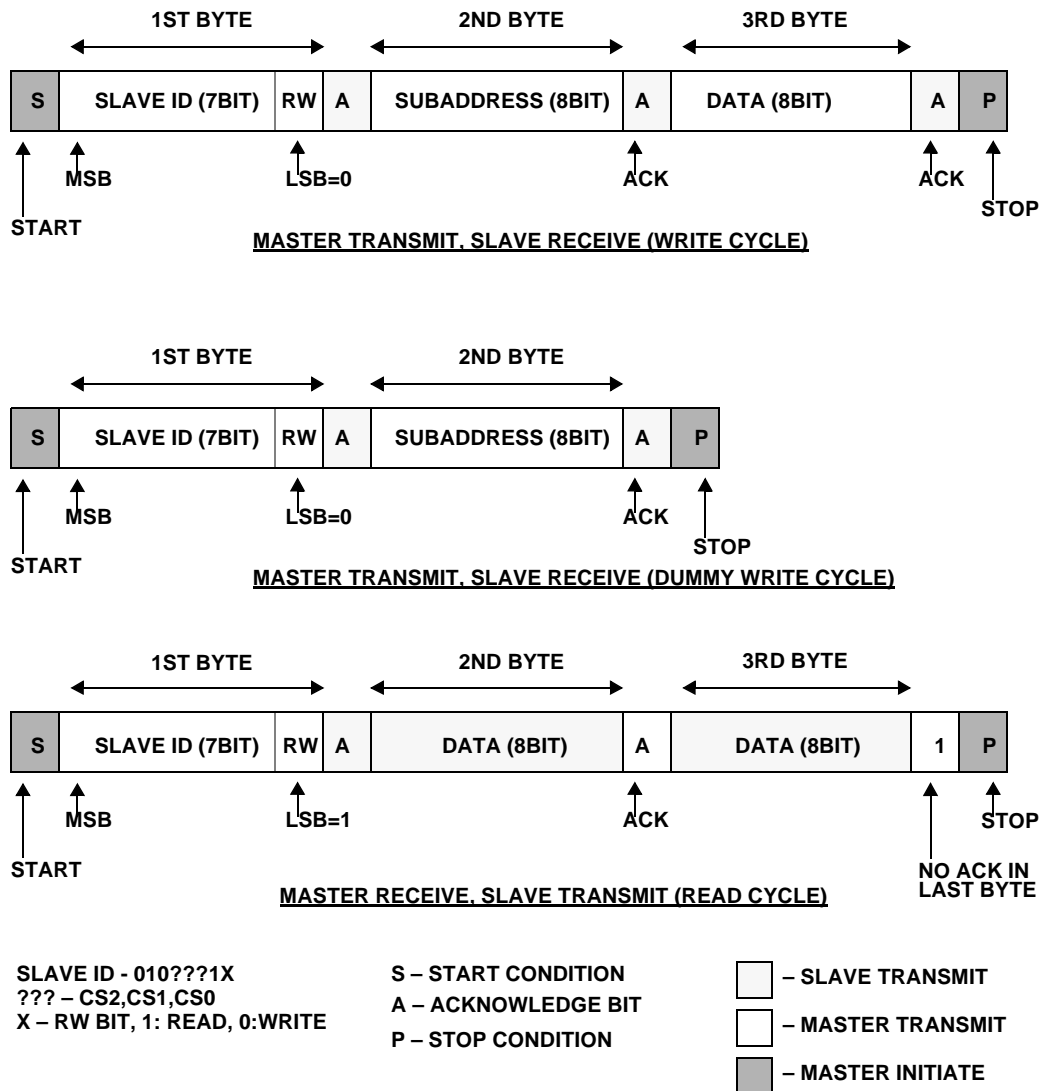 1ST BYTE 2ND BYTE 3RD BYTE
S SLAVE ID (7BIT) RW A SUBADDRESS (8BIT) A DATA (8BIT) A P
MSB LSB=0 ACK ACK
START STOP
MASTER TRANSMIT, SLAVE RECEIVE (WRITE CYCLE)
1ST BYTE 2ND BYTE
S SLAVE ID (7BIT) RW A SUBADDRESS (8BIT) A P
MSB LSB=0 ACK
START STOP
MASTER TRANSMIT, SLAVE RECEIVE (DUMMY WRITE CYCLE)
1ST BYTE 2ND BYTE 3RD BYTE
S SLAVE ID (7BIT) RW A DATA (8BIT) A DATA (8BIT) 1 P
MSB LSB=1 ACK STOP
START NO ACK IN
LAST BYTE
MASTER RECEIVE, SLAVE TRANSMIT (READ CYCLE)
SLAVE ID - 010???1X
??? – CS2,CS1,CS0
X – RW BIT, 1: READ, 0:WRITE
S – START CONDITION
A – ACKNOWLEDGE BIT
P – STOP CONDITION
– SLAVE TRANSMIT
– MASTER TRANSMIT
– MASTER INITIATE